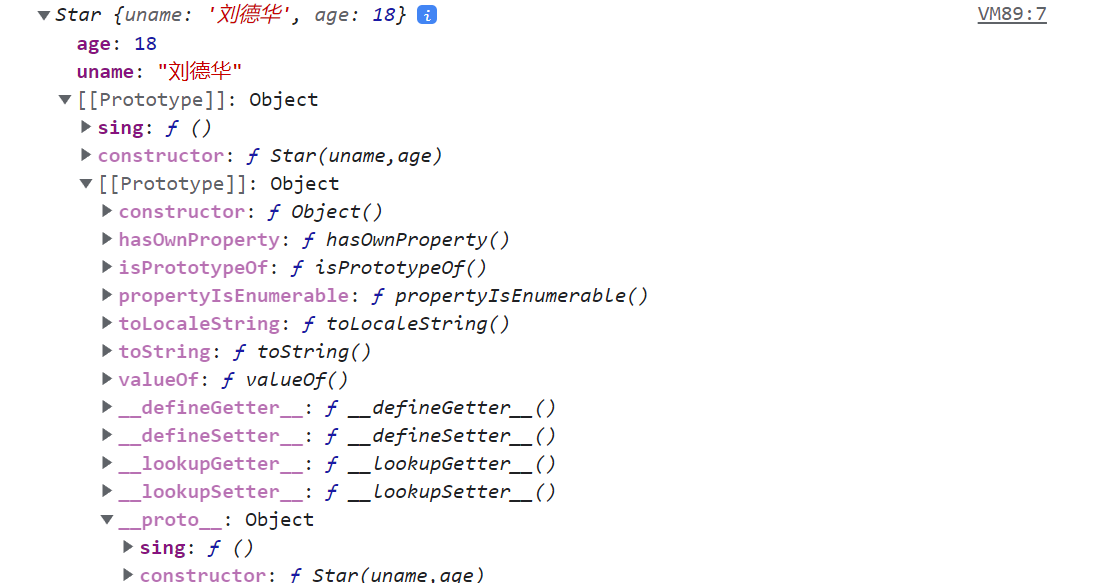 Star {uname: '刘德华', age: 18} i VM89:7
age: 18
uname: "刘德华"
[[Prototype]]: Object
sing: ƒ ()
constructor: ƒ Star(uname,age)
[[Prototype]]: Object
constructor: ƒ Object()
hasOwnProperty: ƒ hasOwnProperty()
isPrototypeOf: ƒ isPrototypeOf()
propertyIsEnumerable: ƒ propertyIsEnumerable()
toLocaleString: ƒ toLocaleString()
toString: ƒ toString()
valueOf: ƒ valueOf()
__defineGetter__: ƒ __defineGetter__()
__defineSetter__: ƒ __defineSetter__()
__lookupGetter__: ƒ __lookupGetter__()
__lookupSetter__: ƒ __lookupSetter__()
__proto__: Object
sing: ƒ ()
constructor: ƒ Star(uname,age)